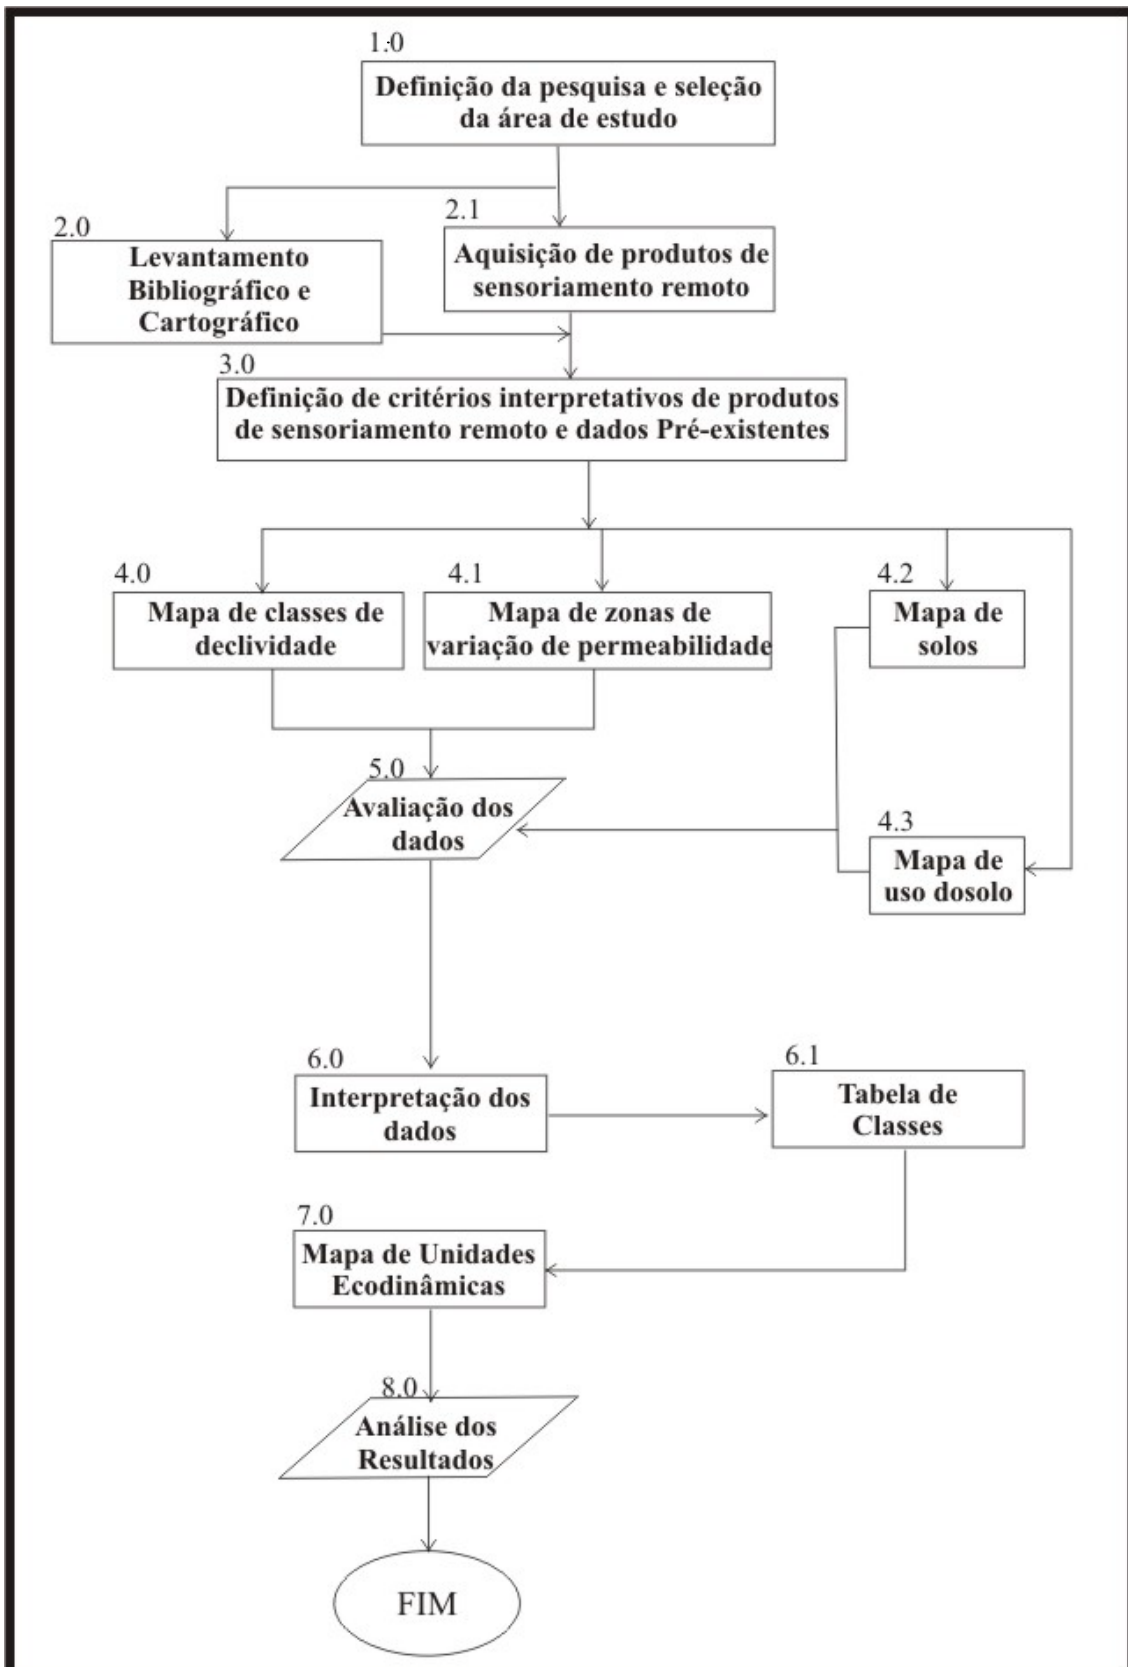 1.0
Definição da pesquisa e seleção
da área de estudo
2.0
Levantamento
Bibliográfico e
Cartográfico
2.1
Aquisição de produtos de
sensoriamento remoto
3.0
Definição de critérios interpretativos de produtos
de sensoriamento remoto e dados Pré-existentes
4.0
Mapa de classes de
declividade
4.1
Mapa de zonas de
variação de permeabilidade
4.2
Mapa de
solos
4.3
Mapa de
uso dosolo
5.0
Avaliação dos
dados
6.0
Interpretação dos
dados
6.1
Tabela de
Classes
7.0
Mapa de Unidades
Ecodinâmicas
8.0
Análise dos
Resultados
FIM